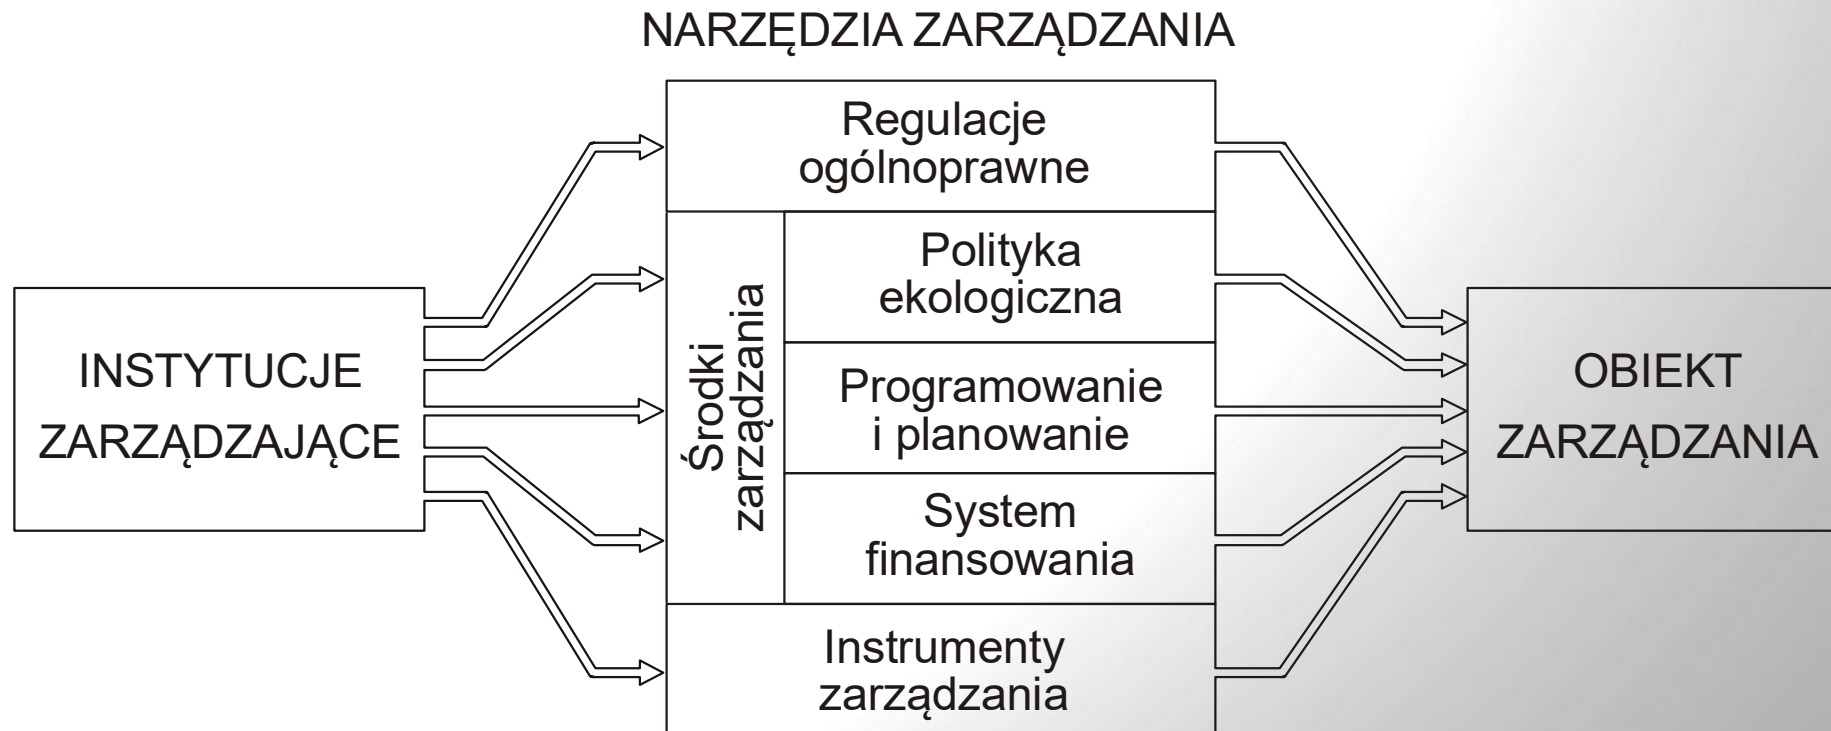 NARZĘDZIA ZARZĄDZANIA
INSTYTUCJE
ZARZĄDZAJĄCE
Regulacje
ogólnoprawne
Środki
zarządzania
Polityka
ekologiczna
Programowanie
i planowanie
System
finansowania
Instrumenty
zarządzania
OBIEKT
ZARZĄDZANIA